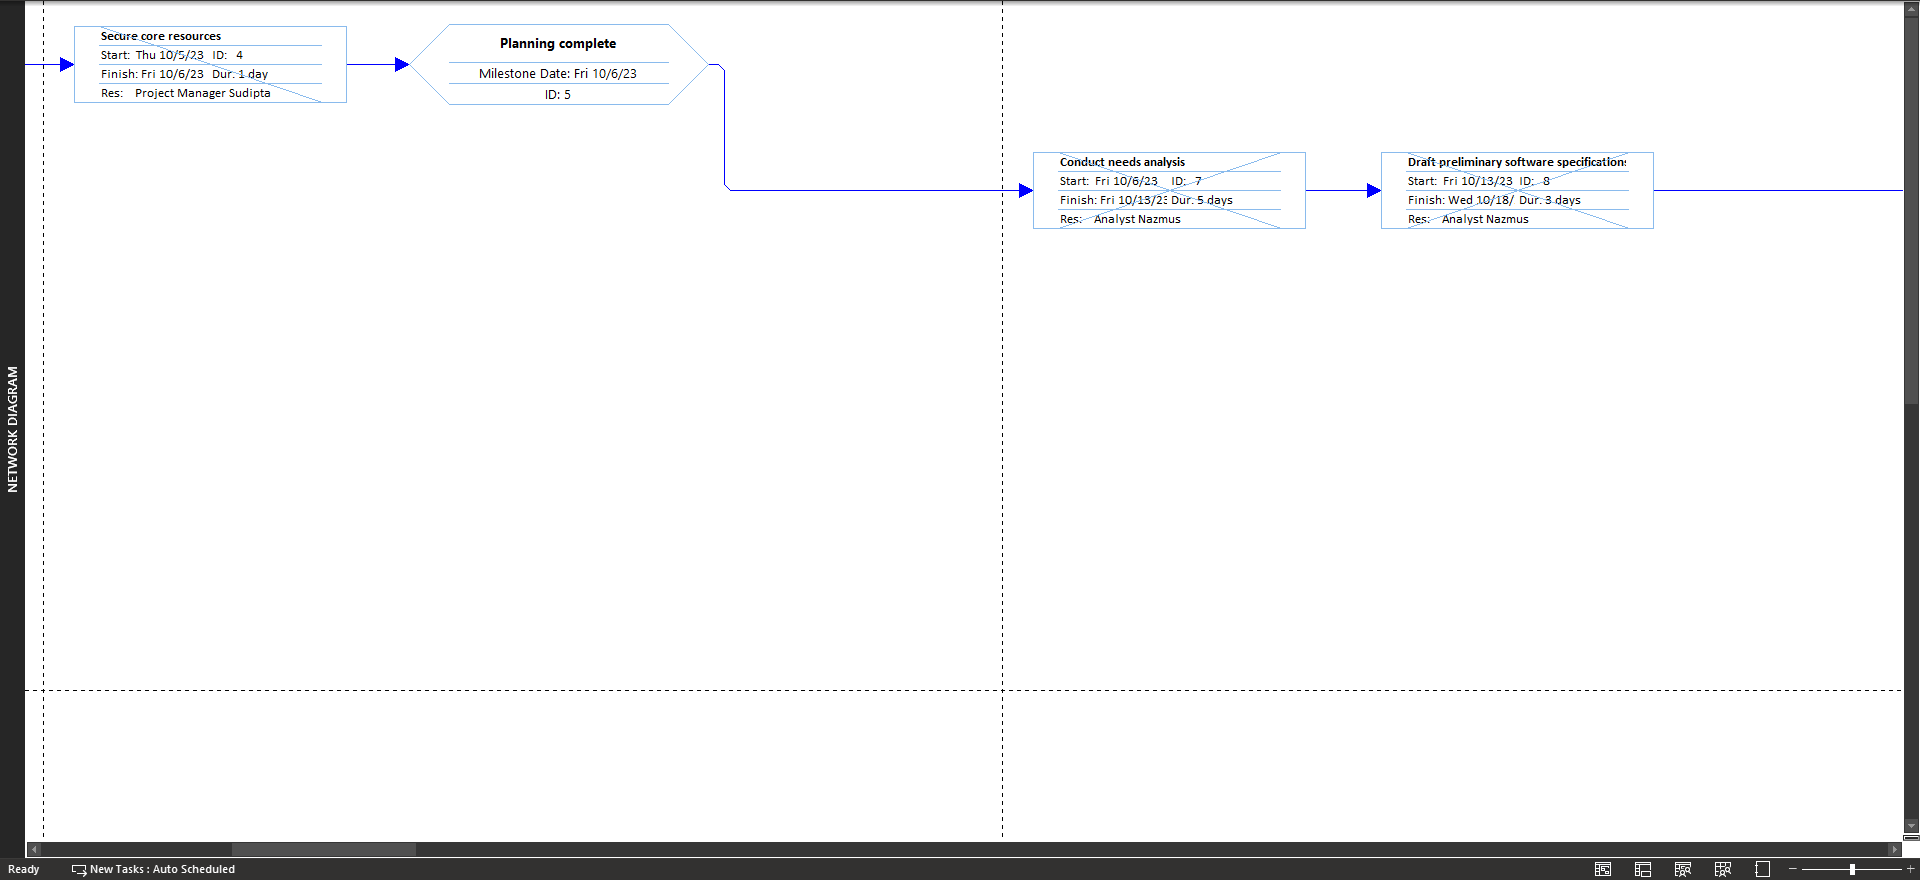 Secure core resources
Start: Thu 10/5/23 ID: 4
Finish: Fri 10/6/23 Dur: 1 day
Res: Project Manager Sudipta
Planning complete
Milestone Date: Fri 10/6/23
ID: 5
Conduct needs analysis
Start: Fri 10/6/23 ID: 7
Finish: Fri 10/13/23 Dur: 5 days
Res: Analyst Nazmus
Draft preliminary software specifications
Start: Fri 10/13/23 ID: 8
Finish: Wed 10/18/ Dur: 3 days
Res: Analyst Nazmus
NETWORK DIAGRAM
Ready
New Tasks : Auto Scheduled